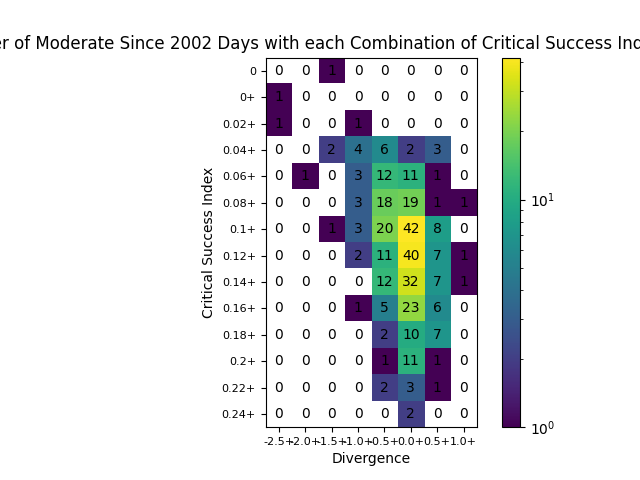 er of Moderate Since 2002 Days with each Combination of Critical Success Ind
0 0 0 1 0 0 0 0 0
0+ 1 0 0 0 0 0 0 0
0.02+ 1 0 0 1 0 0 0 0
0.04+ 0 0 2 4 6 2 3 0
0.06+ 0 1 0 3 12 11 1 0
0.08+ 0 0 0 3 18 19 1 1
0.1+ 0 0 1 3 20 42 8 0
0.12+ 0 0 0 2 11 40 7 1
0.14+ 0 0 0 0 12 32 7 1
0.16+ 0 0 0 1 5 23 6 0
0.18+ 0 0 0 0 2 10 7 0
0.2+ 0 0 0 0 1 11 1 0
0.22+ 0 0 0 0 2 3 1 0
0.24+ 0 0 0 0 0 2 0 0
-2.5+ -2.0+ -1.5+ -1.0+ -0.5+ 0.0+ 0.5+ 1.0+
Divergence
Critical Success Index
10¹
10⁰